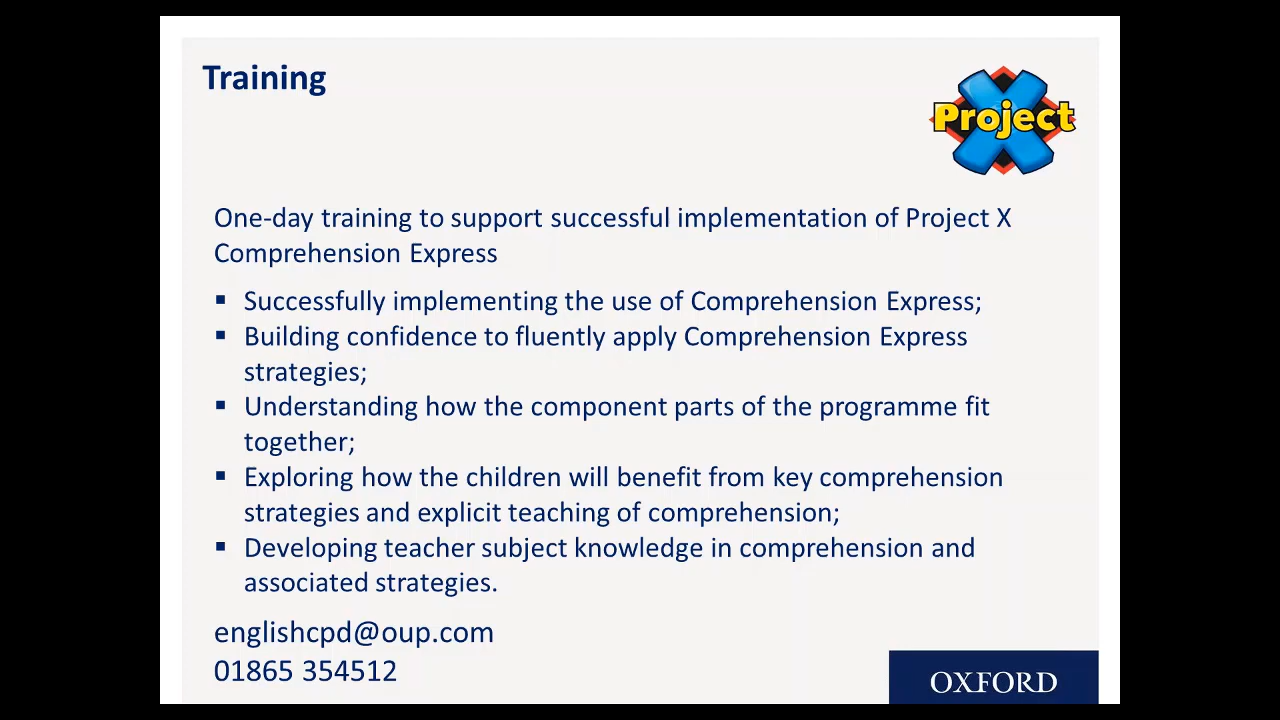 Training
Project X
One-day training to support successful implementation of Project X
Comprehension Express
▪ Successfully implementing the use of Comprehension Express;
▪ Building confidence to fluently apply Comprehension Express
strategies;
▪ Understanding how the component parts of the programme fit
together;
▪ Exploring how the children will benefit from key comprehension
strategies and explicit teaching of comprehension;
▪ Developing teacher subject knowledge in comprehension and
associated strategies.
englishcpd@oup.com
01865 354512
OXFORD